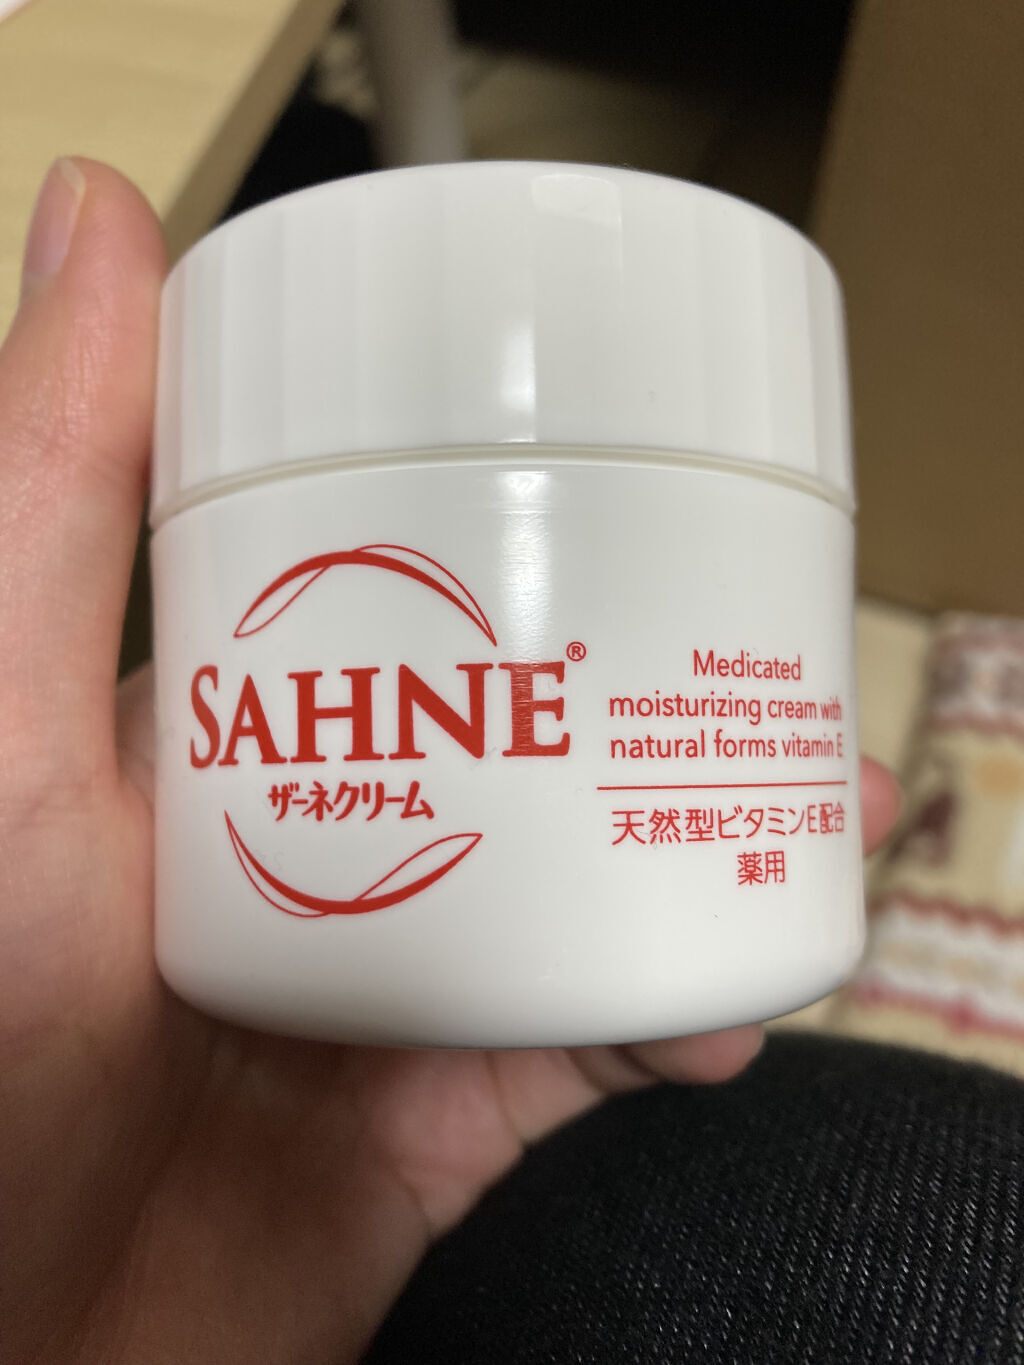 SAHNE®
ザーネクリーム
Medicated
moisturizing cream with
natural forms vitamin E
天然型ビタミンE配合
薬用